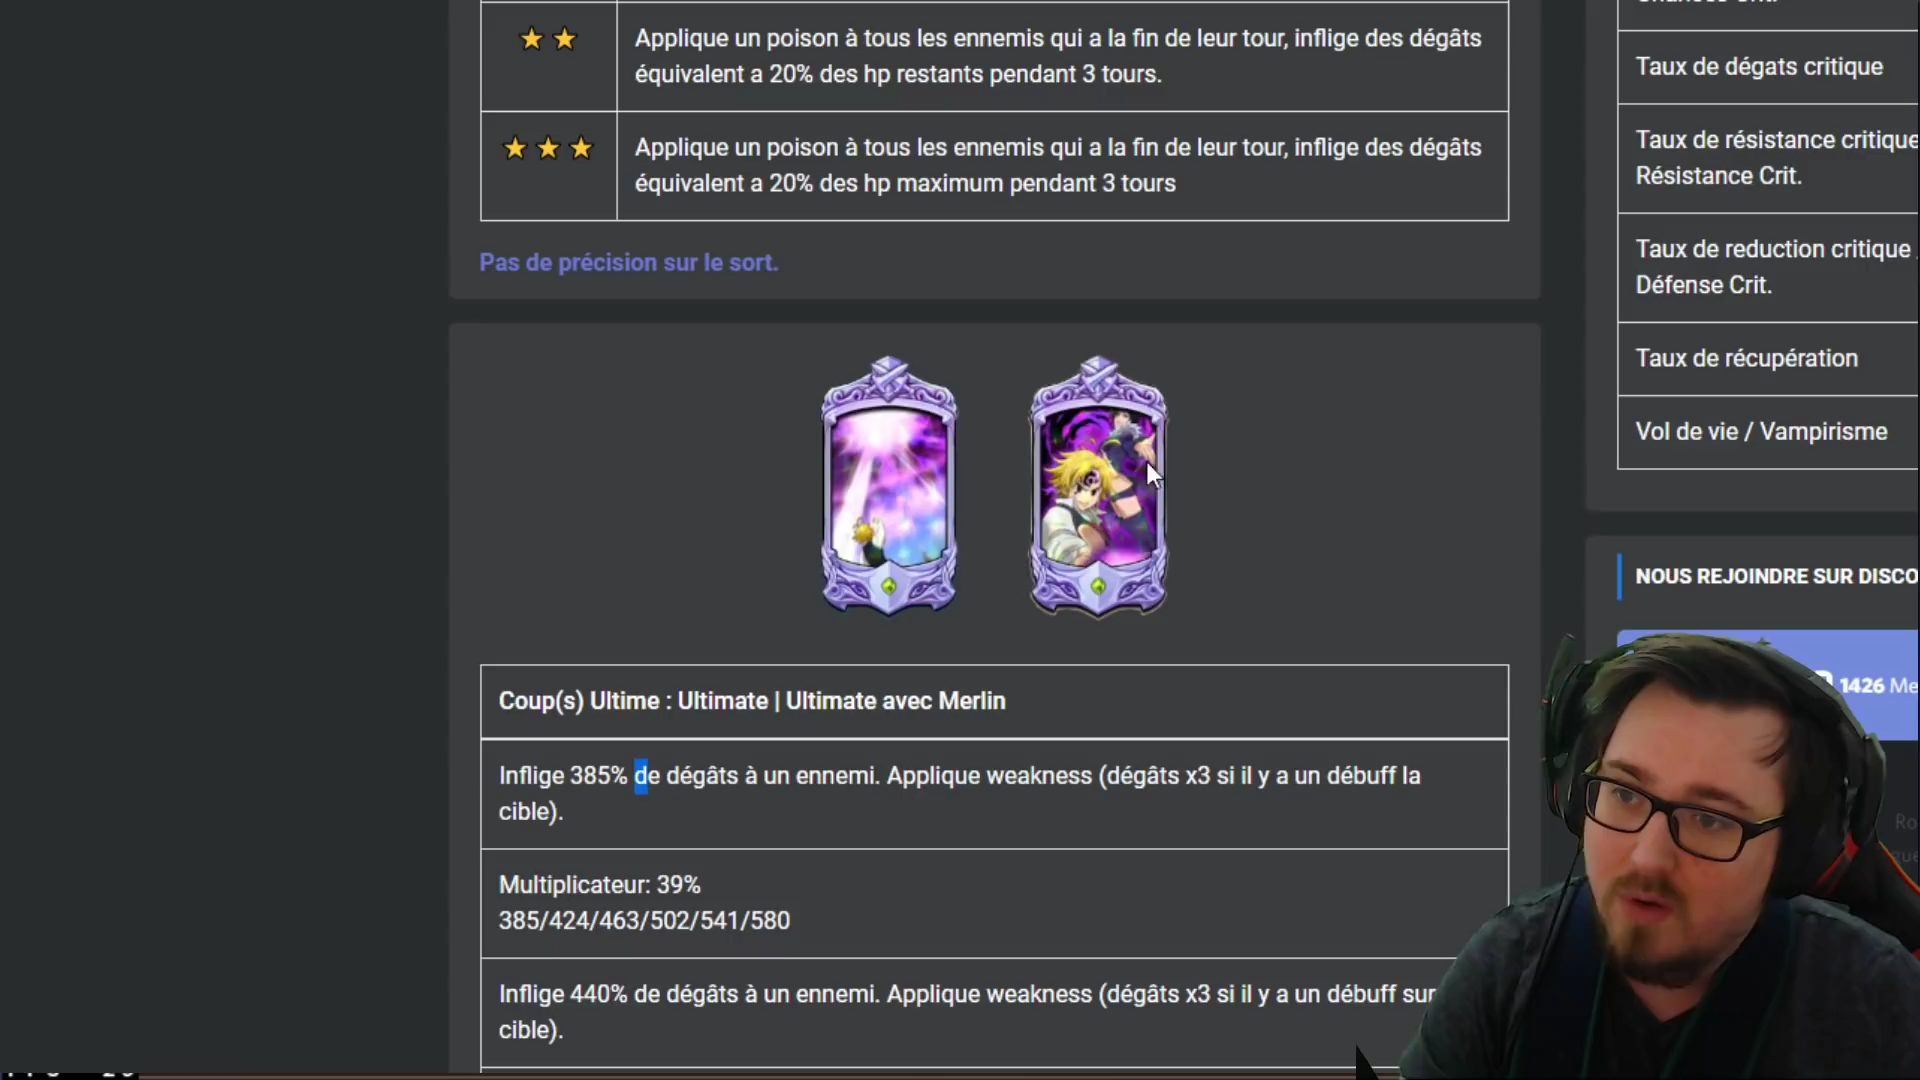 Applique un poison à tous les ennemis qui a la fin de leur tour, inflige des dégâts
équivalent a 20% des hp restants pendant 3 tours.
Applique un poison à tous les ennemis qui a la fin de leur tour, inflige des dégâts
équivalent a 20% des hp maximum pendant 3 tours
Pas de précision sur le sort.
Coup(s) Ultime : Ultimate | Ultimate avec Merlin
Inflige 385% de dégâts à un ennemi. Applique weakness (dégâts x3 si il y a un débuff la
cible).
Multiplicateur: 39%
385/424/463/502/541/580
Inflige 440% de dégâts à un ennemi. Applique weakness (dégâts x3 si il y a un débuff sur
cible).
Taux de dégats critique
Taux de résistance critique
Résistance Crit.
Taux de reduction critique
Défense Crit.
Taux de récupération
Vol de vie / Vampirisme
NOUS REJOINDRE SUR DISCO
1426 Me